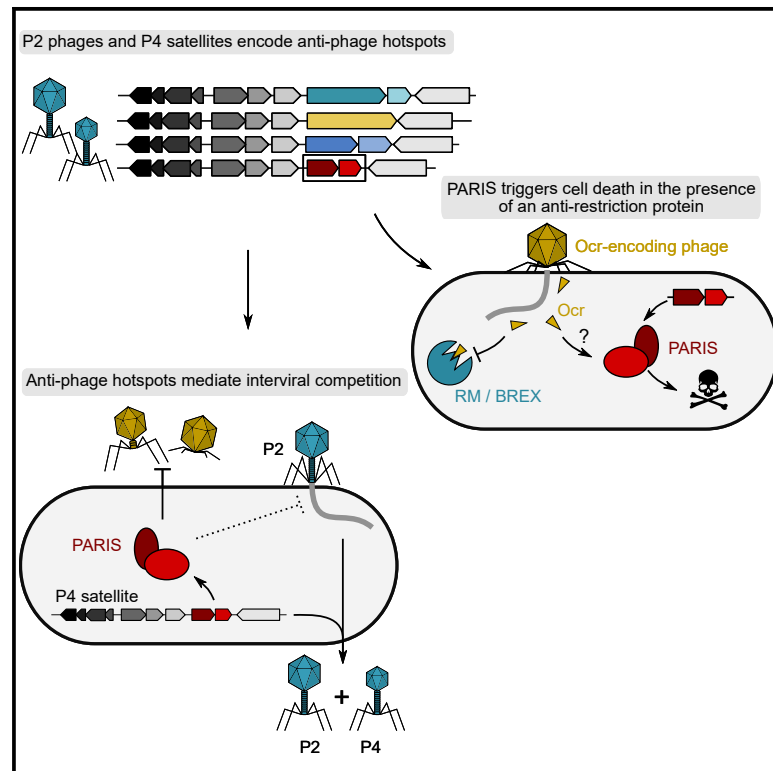 P2 phages and P4 satellites encode anti-phage hotspots
PARIS triggers cell death in the presence
of an anti-restriction protein
Ocr-encoding phage
Ocr
?
PARIS
RM / BREX
Anti-phage hotspots mediate interviral competition
P2
PARIS
P4 satellite
+
P2
P4